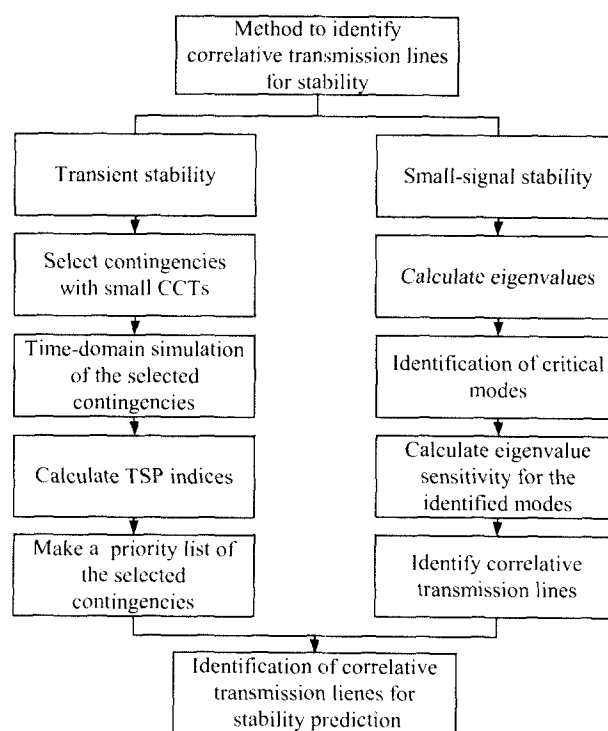 Method to identify
correlative transmission lines
for stability
Transient stability
Small-signal stability
Select contingencies
with small CCTs
Calculate eigenvalues
Time-domain simulation
of the selected
contingencies
Identification of critical
modes
Calculate TSP indices
Calculate eigenvalue
sensitivity for the
identified modes
Make a priority list of
the selected
contingencies
Identify correlative
transmission lines
Identification of correlative
transmission lienes for
stability prediction